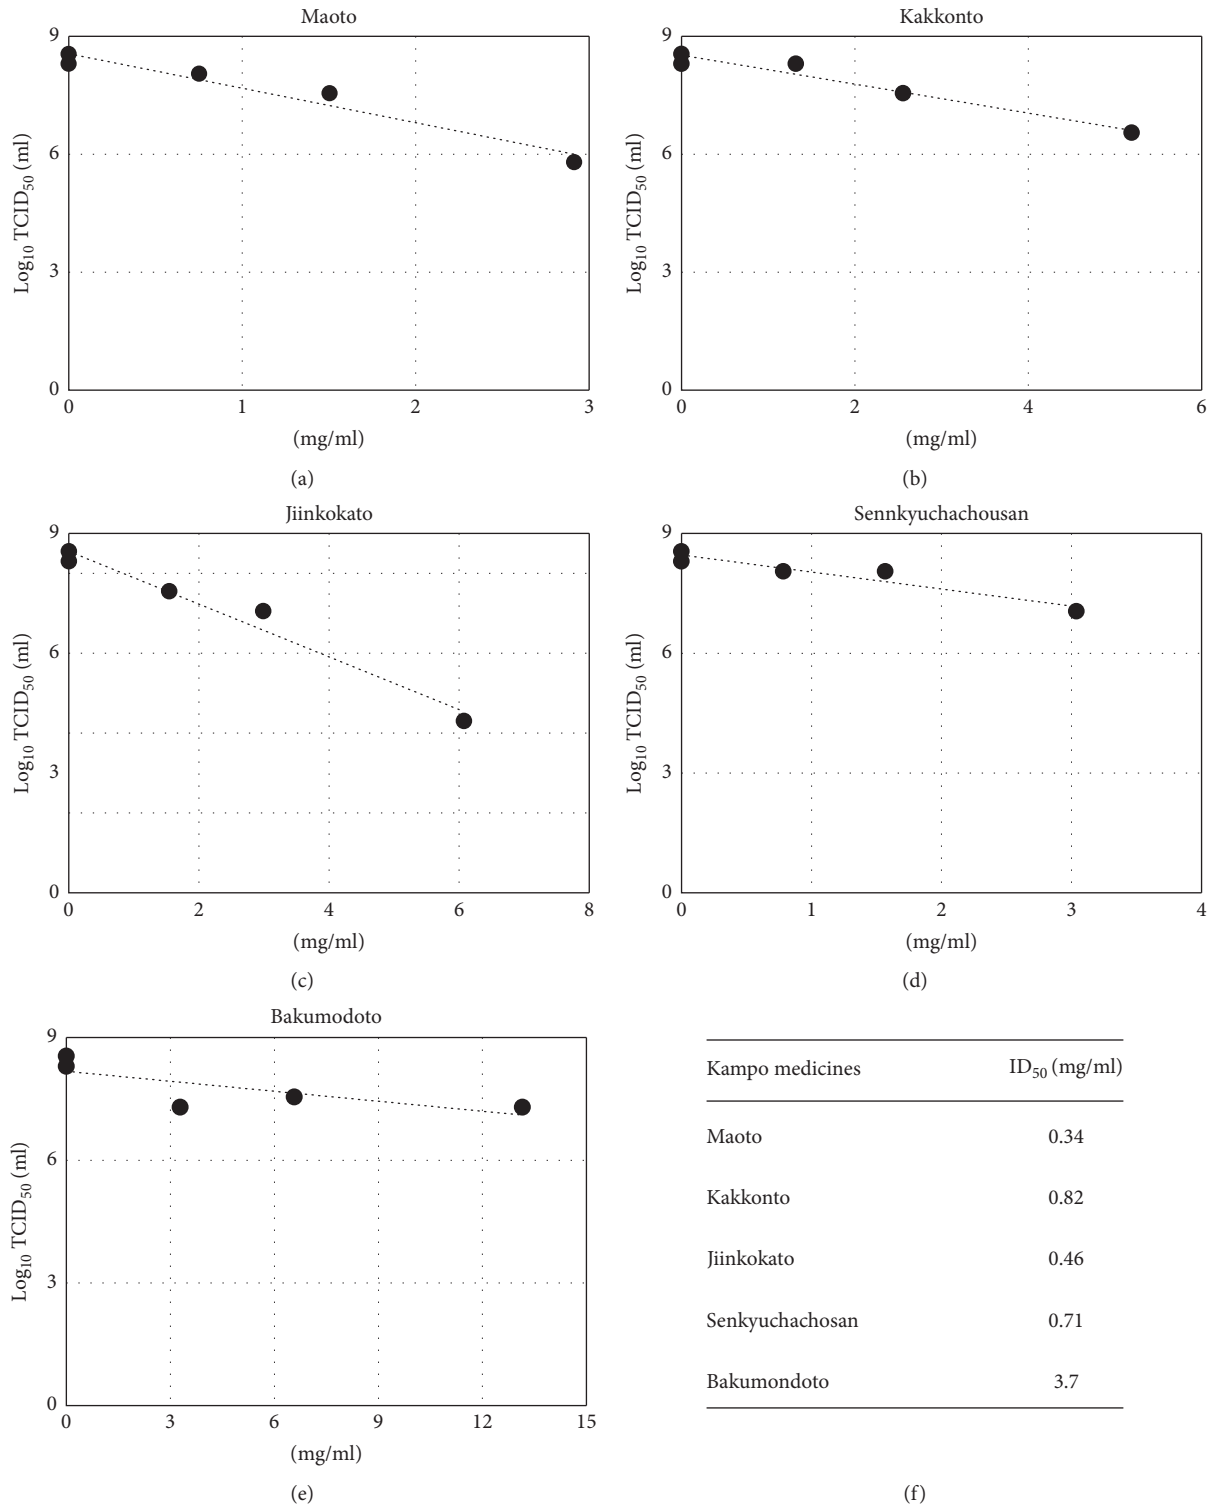 Maoto
9
6
3
0
Log10 TCID50 (ml)
0 1 2 3
(mg/ml)
(a)
Kakkonto
9
6
3
0
Log10 TCID50 (ml)
0 2 4 6
(mg/ml)
(b)
Jiinkokato
9
6
3
0
Log10 TCID50 (ml)
0 2 4 6 8
(mg/ml)
(c)
Sennkyuchachousan
9
6
3
0
Log10 TCID50 (ml)
0 1 2 3 4
(mg/ml)
(d)
Bakumodoto
9
6
3
0
Log10 TCID50 (ml)
0 3 6 9 12 15
(mg/ml)
(e)
Kampo medicines ID50 (mg/ml)
Maoto 0.34
Kakkonto 0.82
Jiinkokato 0.46
Senkyuchachosan 0.71
Bakumondoto 3.7
(f)